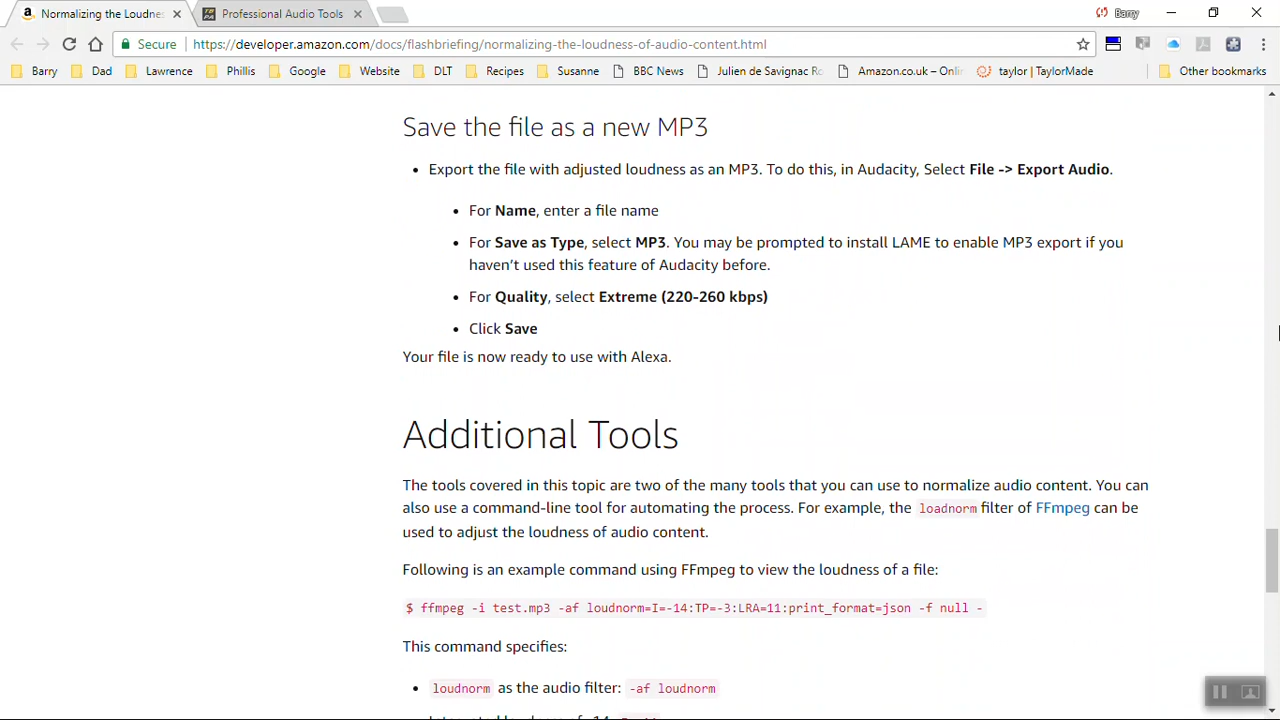 Normalizing the Loudnes
Professional Audio Tools
Barry
Secure
https://developer.amazon.com/docs/flashbriefing/normalizing-the-loudness-of-audio-content.html
Barry Dad Lawrence Phillis Google Website DLT Recipes Susanne BBC News Julien de Savignac Ro Amazon.co.uk – Onli taylor | TaylorMade Other bookmarks
Save the file as a new MP3
• Export the file with adjusted loudness as an MP3. To do this, in Audacity, Select File -> Export Audio.
• For Name, enter a file name
• For Save as Type, select MP3. You may be prompted to install LAME to enable MP3 export if you
haven’t used this feature of Audacity before.
• For Quality, select Extreme (220-260 kbps)
• Click Save
Your file is now ready to use with Alexa.
Additional Tools
The tools covered in this topic are two of the many tools that you can use to normalize audio content. You can
also use a command-line tool for automating the process. For example, the loadnorm filter of FFmpeg can be
used to adjust the loudness of audio content.
Following is an example command using FFmpeg to view the loudness of a file:
$ ffmpeg -i test.mp3 -af loudnorm=I=-14:TP=-3:LRA=11:print_format=json -f null -
This command specifies:
• loudnorm as the audio filter: -af loudnorm